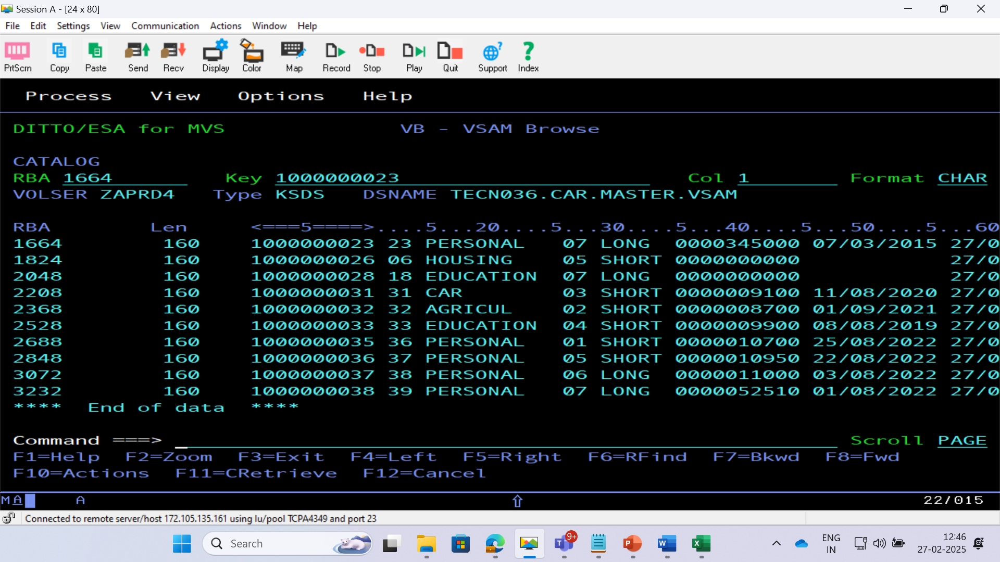 Session A - [24 x 80]
File Edit Settings View Communication Actions Window Help
PrtScrn Copy Paste Send Recv Display Color Map Record Stop Play Quit Support Index
Process View Options Help
DITTO/ESA for MVS VB - VSAM Browse
CATALOG
RBA 1664 Key 1000000023 Col 1 Format CHAR
VOLSER ZAPRD4 Type KSDS DSNAME TECN036.CAR.MASTER.VSAM
RBA Len <===5====>....5...20....5...30....5...40....5...50....5...60
1664 160 1000000023 23 PERSONAL 07 LONG 0000345000 07/03/2015 27/0
1824 160 1000000026 06 HOUSING 05 SHORT 0000000000 27/0
2048 160 1000000028 18 EDUCATION 07 LONG 0000000000 27/0
2208 160 1000000031 31 CAR 03 SHORT 0000009100 11/08/2020 27/0
2368 160 1000000032 32 AGRICUL 02 SHORT 0000008700 01/09/2021 27/0
2528 160 1000000033 33 EDUCATION 04 SHORT 0000009900 08/08/2019 27/0
2688 160 1000000035 36 PERSONAL 01 SHORT 0000010700 25/08/2022 27/0
2848 160 1000000036 37 PERSONAL 05 SHORT 0000010950 22/08/2022 27/0
3072 160 1000000037 38 PERSONAL 06 LONG 0000011000 03/08/2022 27/0
3232 160 1000000038 39 PERSONAL 07 LONG 0000052510 01/08/2022 27/0
**** End of data ****
Command ===> _ Scroll PAGE
F1=Help F2=Zoom F3=Exit F4=Left F5=Right F6=RFind F7=Bkwd F8=Fwd
F10=Actions F11=CRetrieve F12=Cancel
MA A 22/015
Connected to remote server/host 172.105.135.161 using lu/pool TCPA4349 and port 23
Search 9+ ENG 12:46
IN 27-02-2025